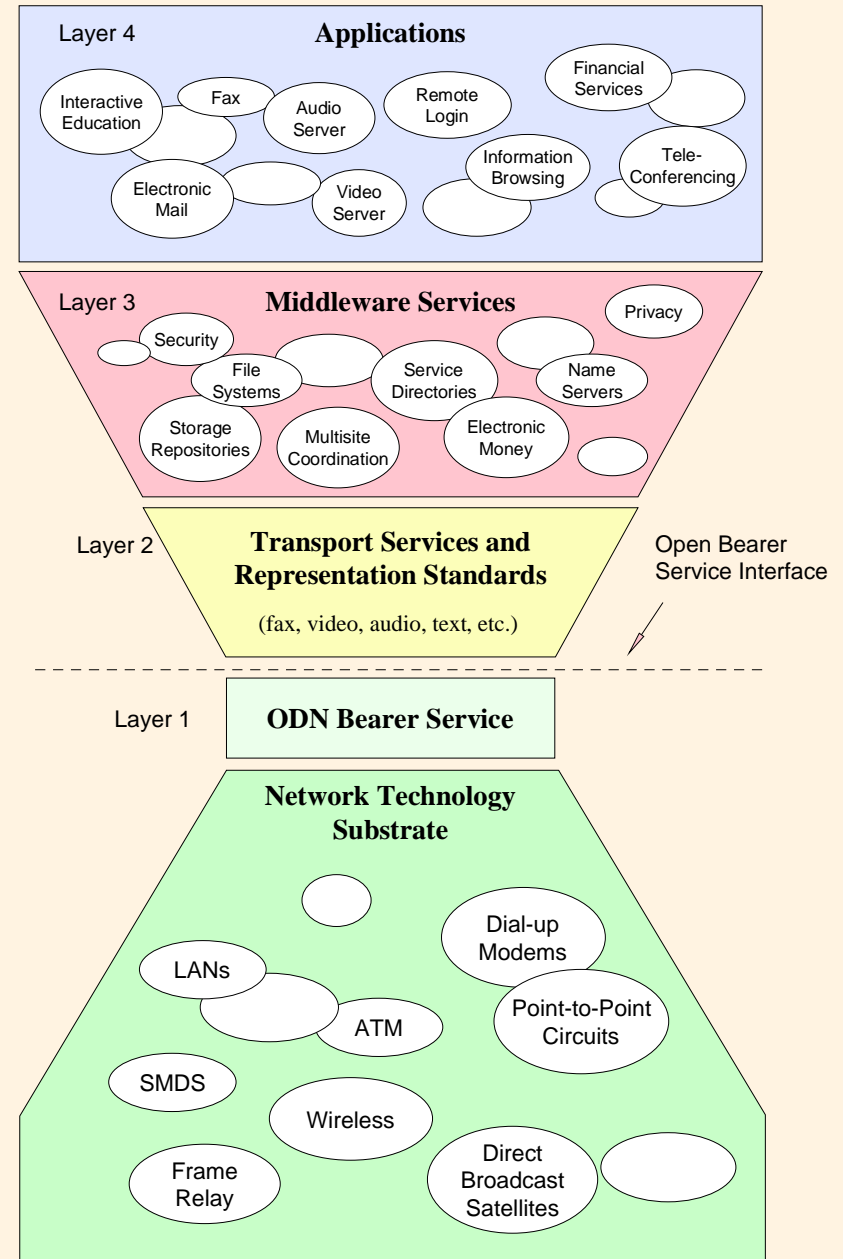 Layer 4
Applications
Interactive
Education
Fax
Audio
Server
Remote
Login
Financial
Services
Electronic
Mail
Video
Server
Information
Browsing
Tele-
Conferencing
Layer 3
Middleware Services
Privacy
Security
File
Systems
Service
Directories
Name
Servers
Storage
Repositories
Multisite
Coordination
Electronic
Money
Layer 2
Transport Services and
Representation Standards
(fax, video, audio, text, etc.)
Open Bearer
Service Interface
Layer 1
ODN Bearer Service
Network Technology
Substrate
Dial-up
Modems
LANs
Point-to-Point
Circuits
ATM
SMDS
Wireless
Frame
Relay
Direct
Broadcast
Satellites